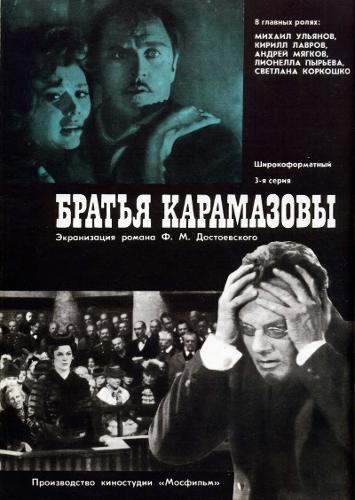 В главных ролях:
МИХАИЛ УЛЬЯНОВ,
КИРИЛЛ ЛАВРОВ,
АНДРЕЙ МЯГКОВ,
ЛИОНЕЛЛА ПЫРЬЕВА,
СВЕТЛАНА КОРКОШКО
Широкоформатный
3-я серия
БРАТЬЯ КАРАМАЗОВЫ
Экранизация романа Ф. М. Достоевского
Производство киностудии «Мосфильм»